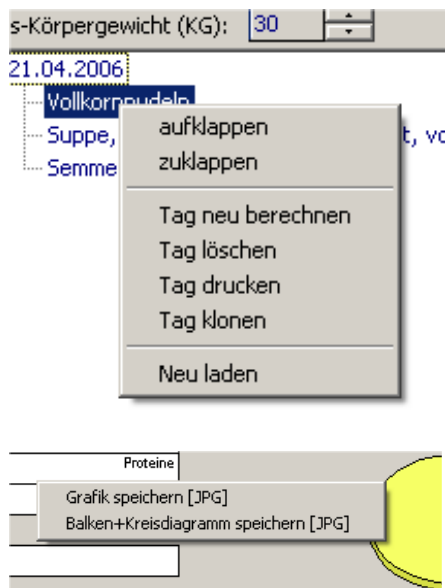 s-Körpergewicht (KG): 30
21.04.2006
Vollkornnudeln
Suppe, t, vo
Semme
aufklappen
zuklappen
Tag neu berechnen
Tag löschen
Tag drucken
Tag klonen
Neu laden
Proteine
Grafik speichern [JPG]
Balken+Kreisdiagramm speichern [JPG]